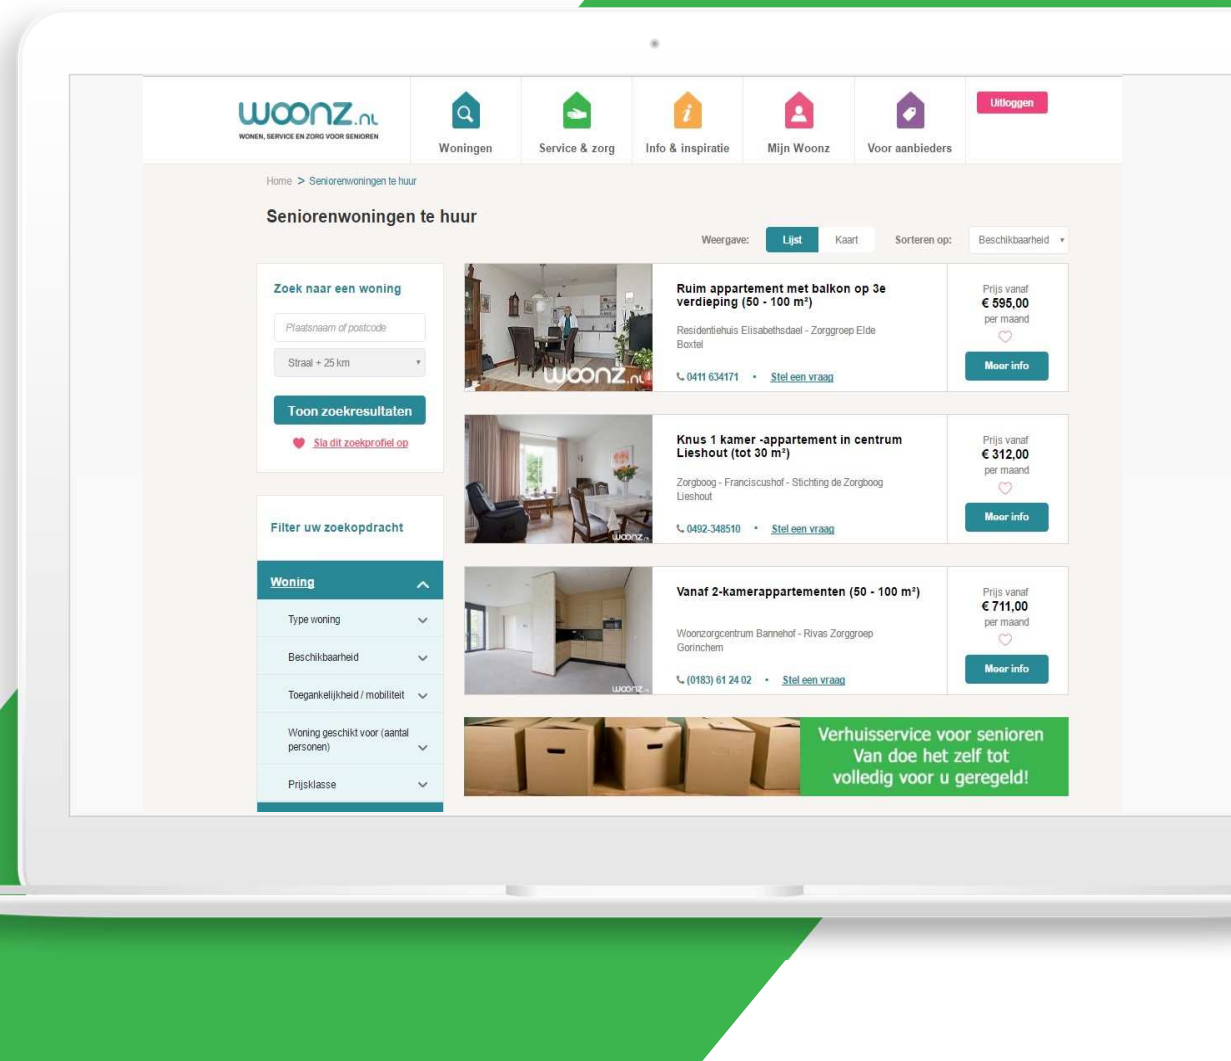 woonz.nl
WONEN, SERVICE EN ZORG VOOR SENIOREN
Woningen
Service & zorg
Info & inspiratie
Mijn Woonz
Voor aanbieders
Uitloggen
Home > Seniorenwoningen te huur
Seniorenwoningen te huur
Weergave: Lijst Kaart Sorteren op: Beschikbaarheid
Zoek naar een woning
Plaatsnaam of postcode
Straal + 25 km
Toon zoekresultaten
Sla dit zoekprofiel op
Filter uw zoekopdracht
Woning
Type woning
Beschikbaarheid
Toegankelijkheid / mobiliteit
Woning geschikt voor (aantal
personen)
Prijsklasse
woonz.nl
Ruim appartement met balkon op 3e
verdieping (50 - 100 m²)
Residentiehuis Elisabethsdael - Zorggroep Elde
Boxtel
0411 634171 • Stel een vraag
Prijs vanaf
€ 595,00
per maand
Meer info
woonz.nl
Knus 1 kamer -appartement in centrum
Lieshout (tot 30 m²)
Zorgboog - Franciscushof - Stichting de Zorgboog
Lieshout
0492-348510 • Stel een vraag
Prijs vanaf
€ 312,00
per maand
Meer info
woonz.nl
Vanaf 2-kamerappartementen (50 - 100 m²)
Woonzorgcentrum Bannehof - Rivas Zorggroep
Gorinchem
(0183) 61 24 02 • Stel een vraag
Prijs vanaf
€ 711,00
per maand
Meer info
Verhuisservice voor senioren
Van doe het zelf tot
volledig voor u geregeld!